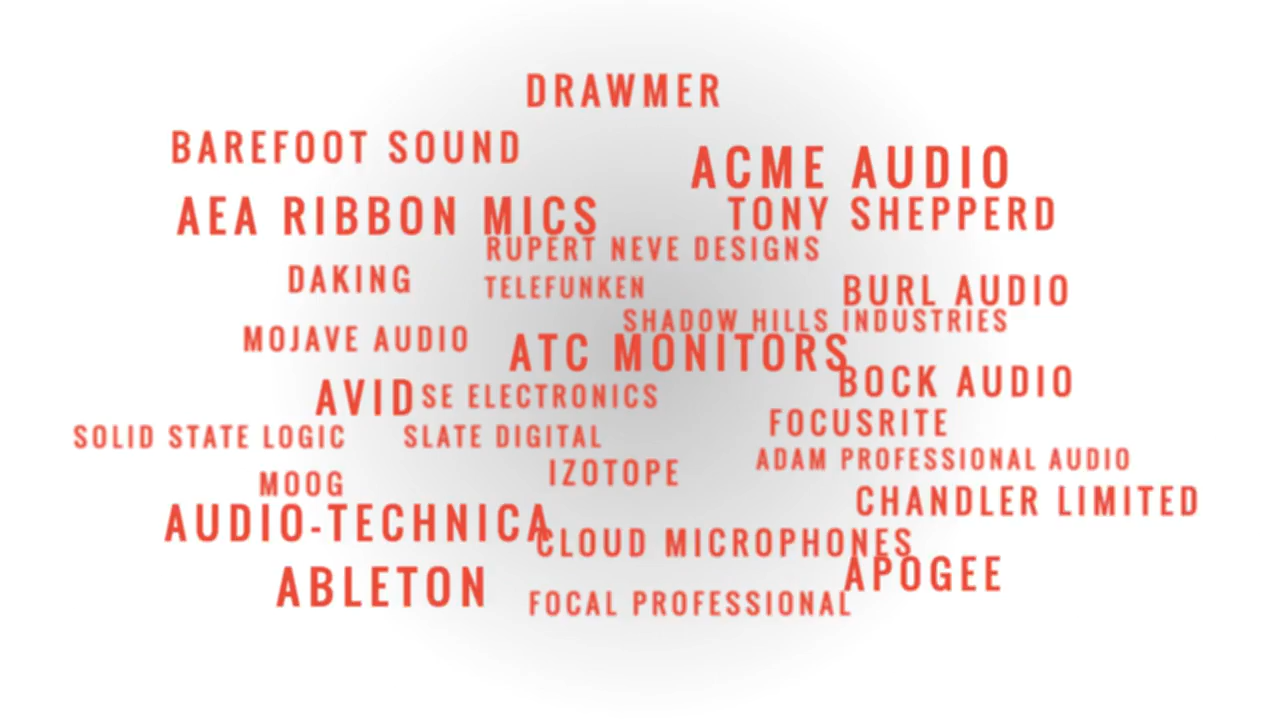 DRAWMER
BAREFOOT SOUND
ACME AUDIO
AEA RIBBON MICS
TONY SHEPPERD
RUPERT NEVE DESIGNS
DAKING
TELEFUNKEN
BURL AUDIO
SHADOW HILLS INDUSTRIES
MOJAVE AUDIO
ATC MONITORS
BOCK AUDIO
AVID
SE ELECTRONICS
FOCUSRITE
SOLID STATE LOGIC
SLATE DIGITAL
ADAM PROFESSIONAL AUDIO
IZOTOPE
MOOG
CHANDLER LIMITED
AUDIO-TECHNICA
CLOUD MICROPHONES
APOGEE
ABLETON
FOCAL PROFESSIONAL